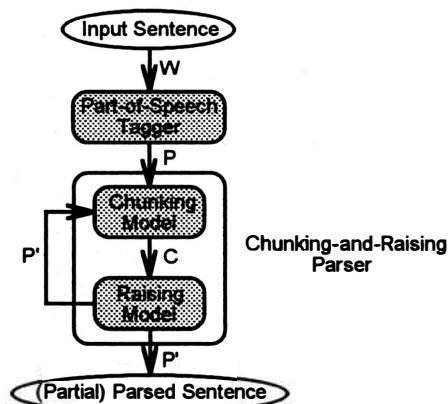 Input Sentence
W
Part-of-Speech
Tagger
P
Chunking
Model
P'
C
Chunking-and-Raising
Parser
Raising
Model
P'
(Partial) Parsed Sentence